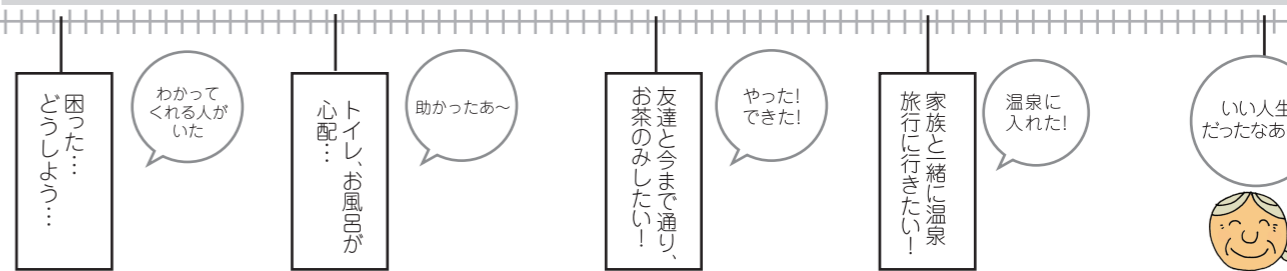 困った…
どうしよう…
わかって
くれる人が
いた
トイレ、お風呂が
心配…
助かったあ～
友達と今まで通り、
お茶のみしたい！
やった!
できた!
家族と一緒に温泉
旅行に行きたい！
温泉に
入れた!
いい人生
だったなあ